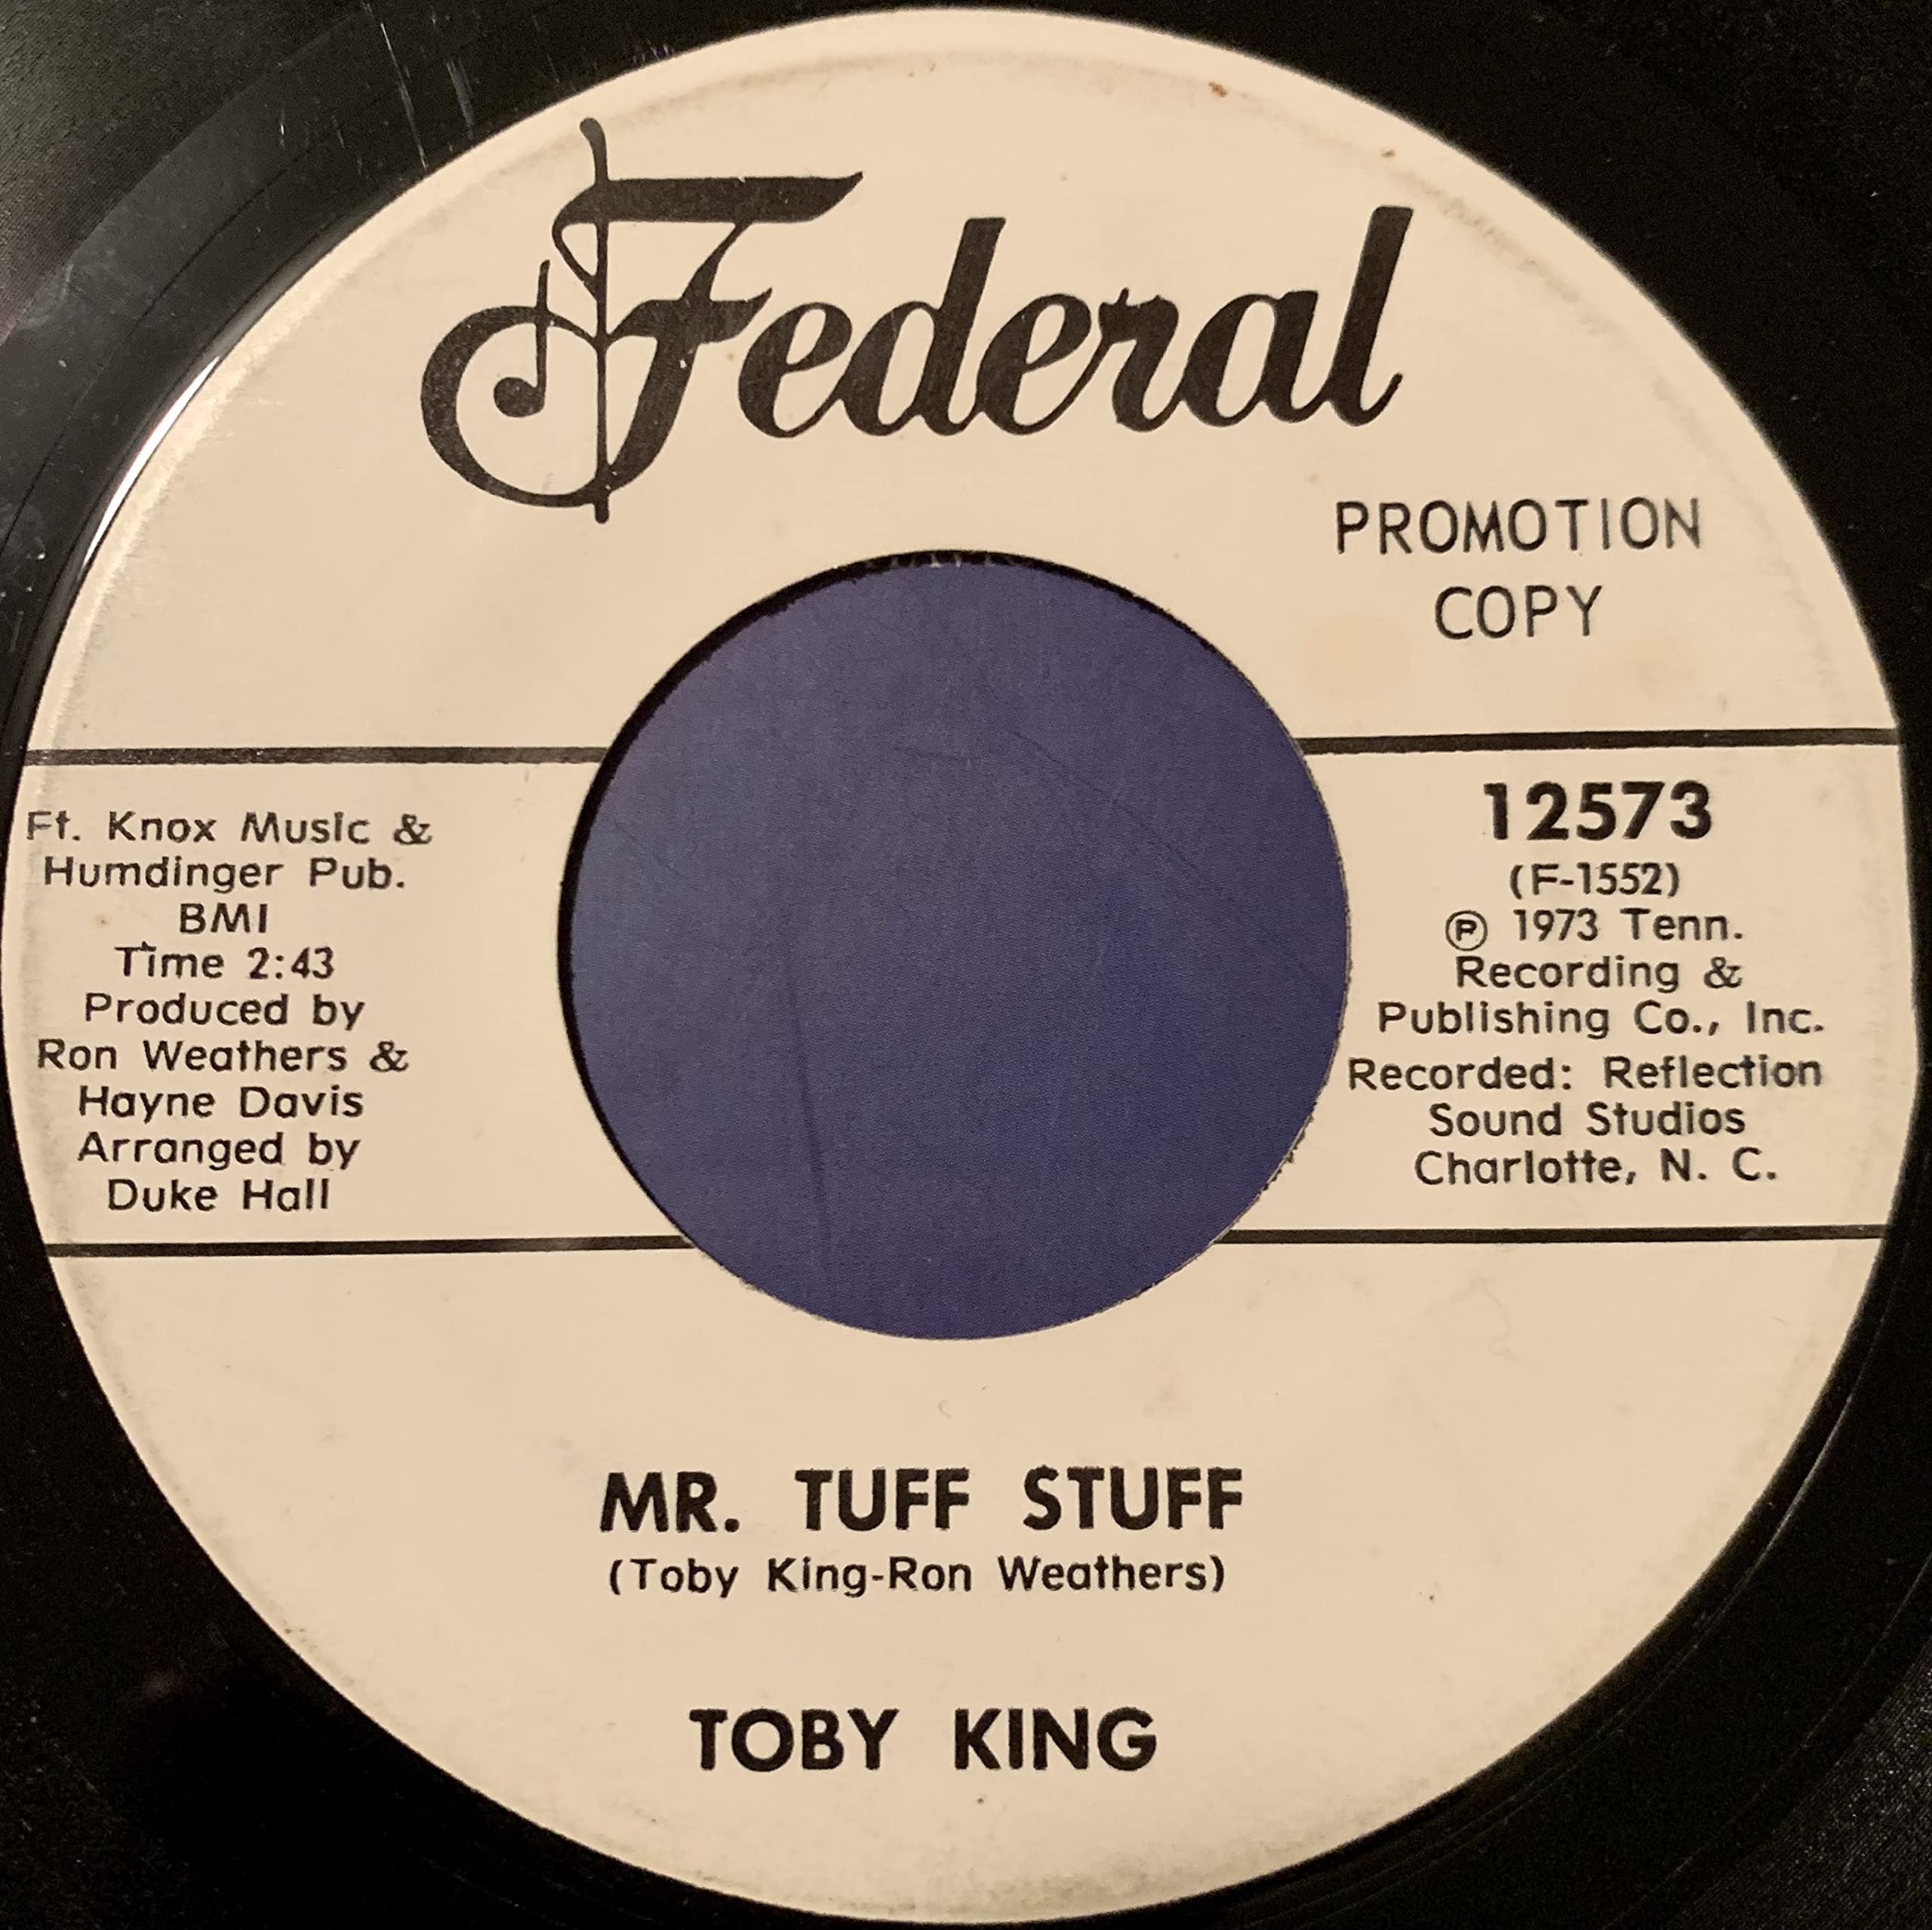 Federal
PROMOTION
COPY
Ft. Knox Music &
Humdinger Pub.
BMI
Time 2:43
Produced by
Ron Weathers &
Hayne Davis
Arranged by
Duke Hall
12573
(F-1552)
℗ 1973 Tenn.
Recording &
Publishing Co., Inc.
Recorded: Reflection
Sound Studios
Charlotte, N. C.
MR. TUFF STUFF
(Toby King-Ron Weathers)
TOBY KING